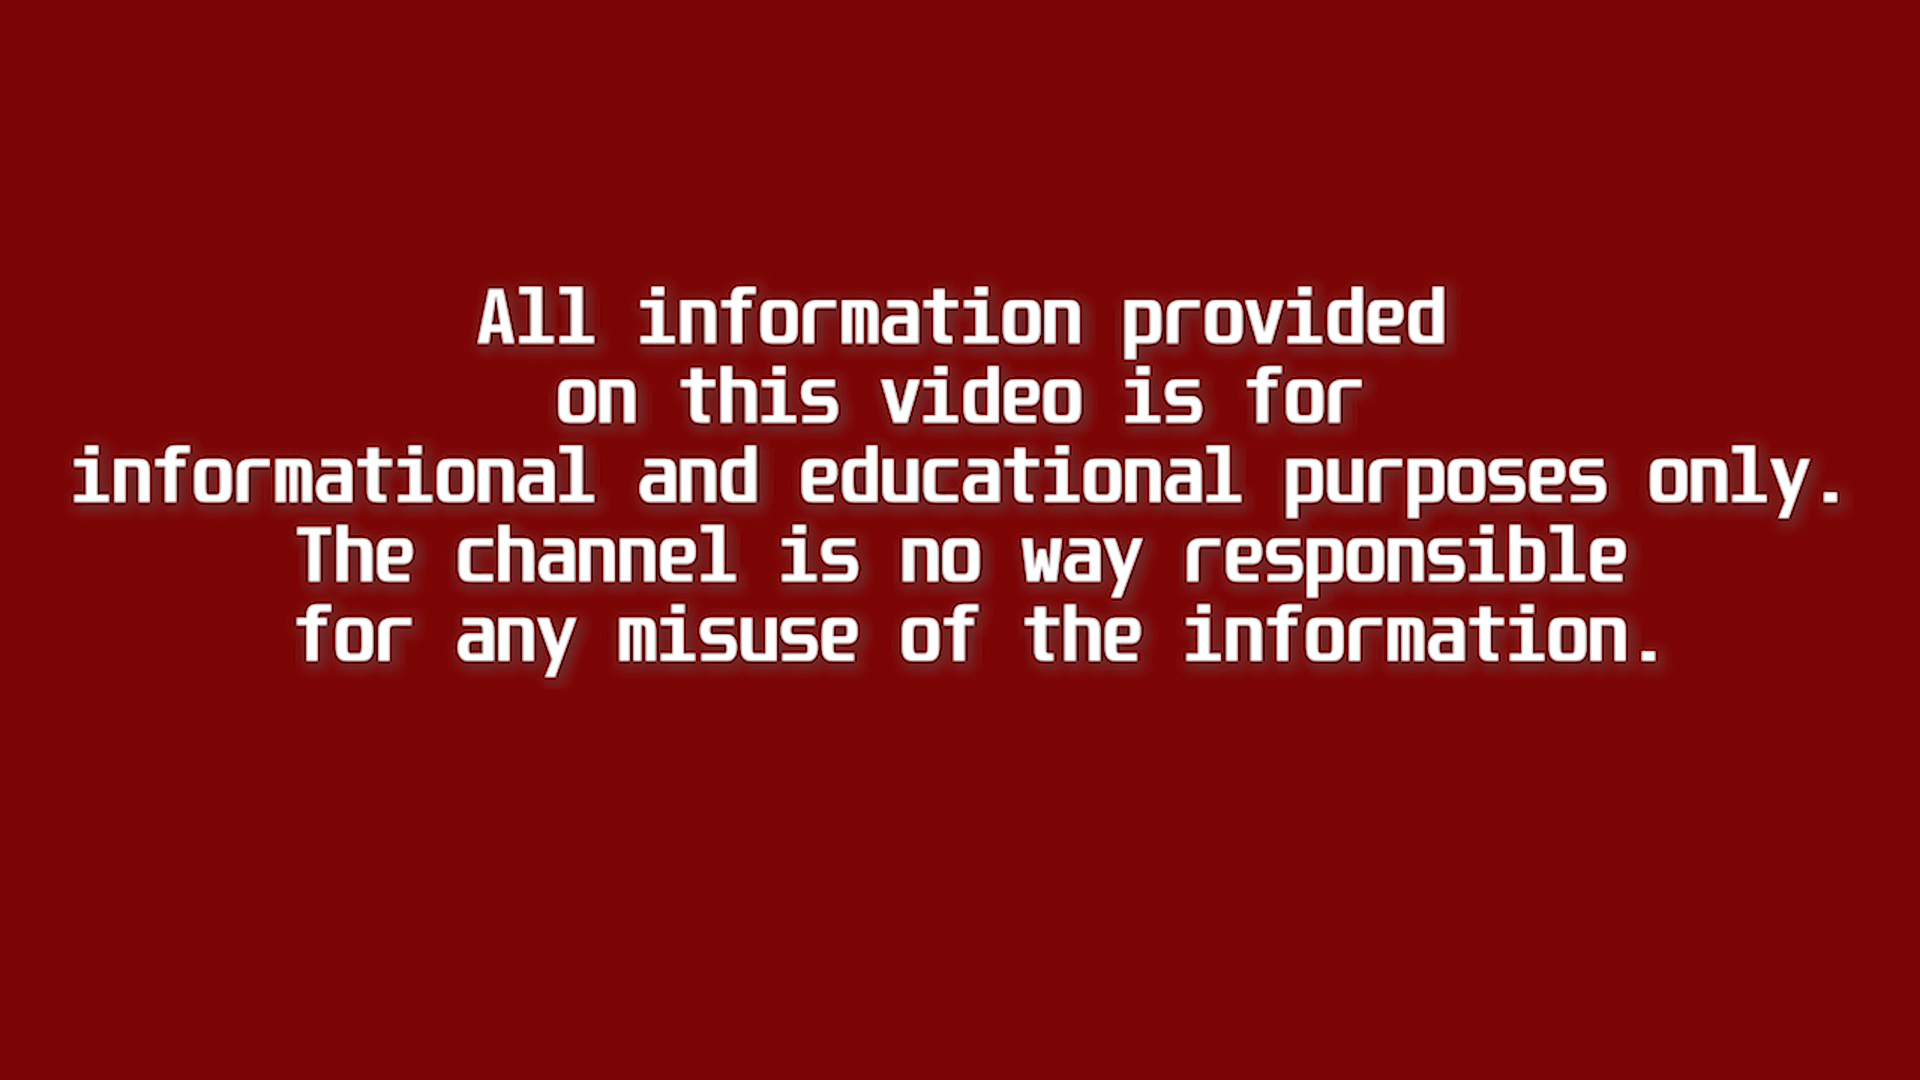 All information provided
on this video is for
informational and educational purposes only.
The channel is no way responsible
for any misuse of the information.